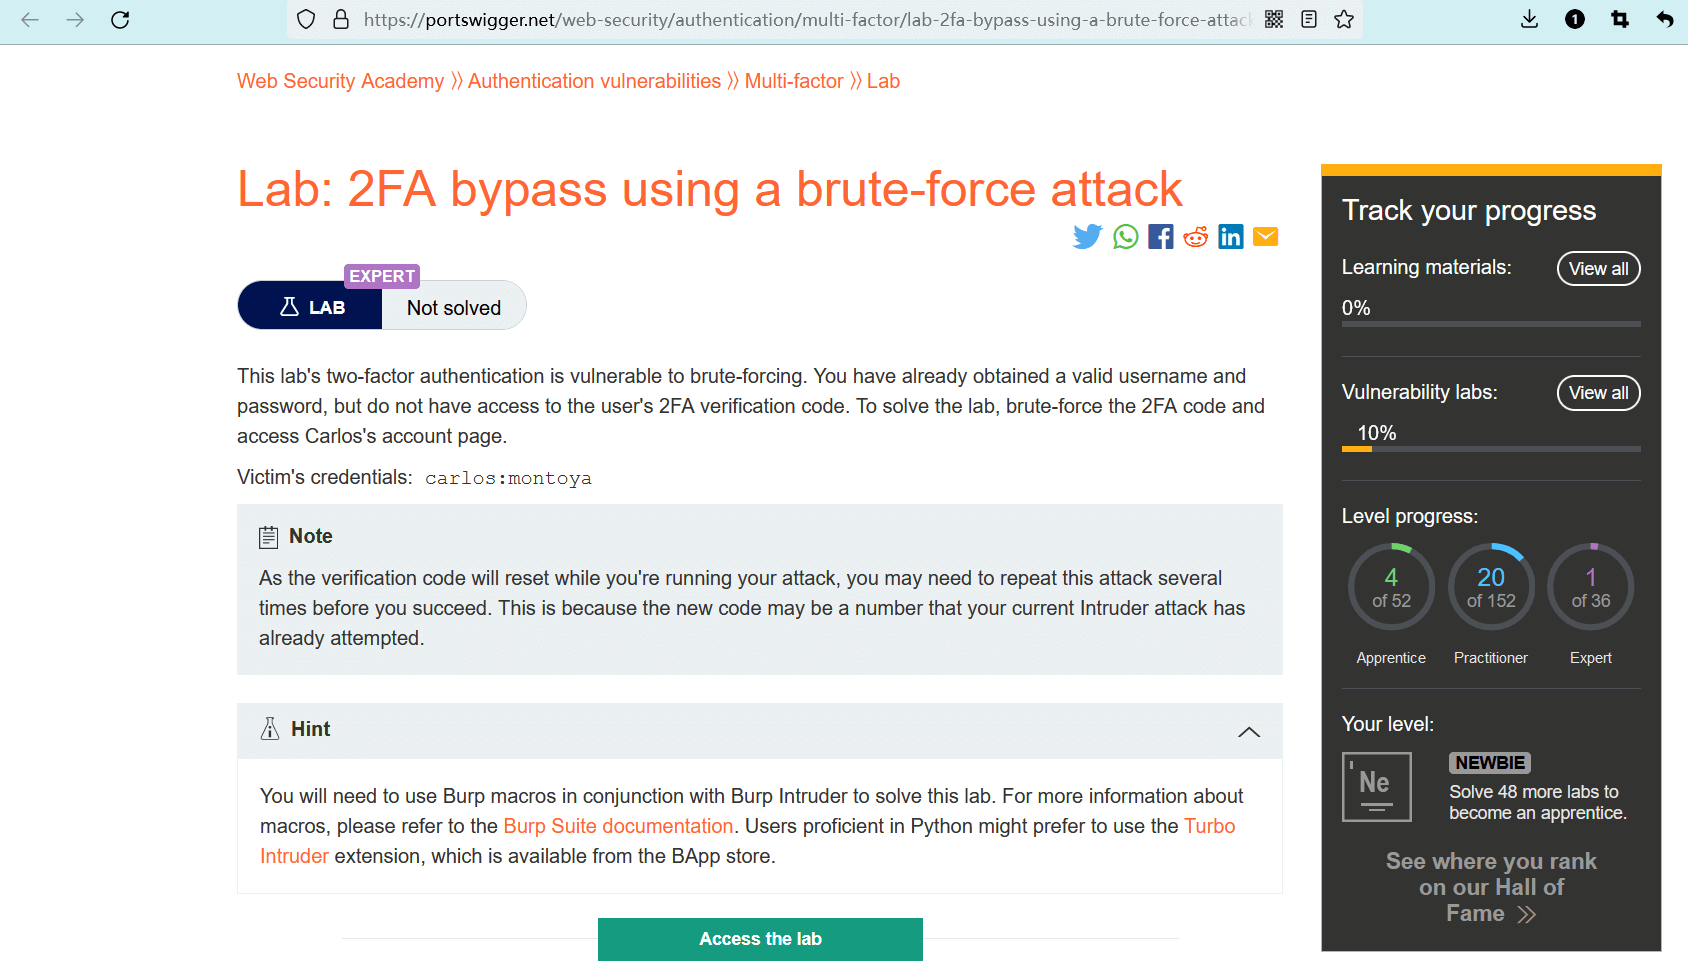 https://portswigger.net/web-security/authentication/multi-factor/lab-2fa-bypass-using-a-brute-force-attac
1
Web Security Academy 》 Authentication vulnerabilities 》 Multi-factor 》 Lab
Lab: 2FA bypass using a brute-force attack
EXPERT
LAB Not solved
This lab's two-factor authentication is vulnerable to brute-forcing. You have already obtained a valid username and
password, but do not have access to the user's 2FA verification code. To solve the lab, brute-force the 2FA code and
access Carlos's account page.
Victim's credentials: carlos:montoya
Note
As the verification code will reset while you're running your attack, you may need to repeat this attack several
times before you succeed. This is because the new code may be a number that your current Intruder attack has
already attempted.
Hint
You will need to use Burp macros in conjunction with Burp Intruder to solve this lab. For more information about
macros, please refer to the Burp Suite documentation. Users proficient in Python might prefer to use the Turbo
Intruder extension, which is available from the BApp store.
Access the lab
Track your progress
Learning materials: View all
0%
Vulnerability labs: View all
10%
Level progress:
4 20 1
of 52 of 152 of 36
Apprentice Practitioner Expert
Your level:
Ne
NEWBIE
Solve 48 more labs to
become an apprentice.
See where you rank
on our Hall of
Fame